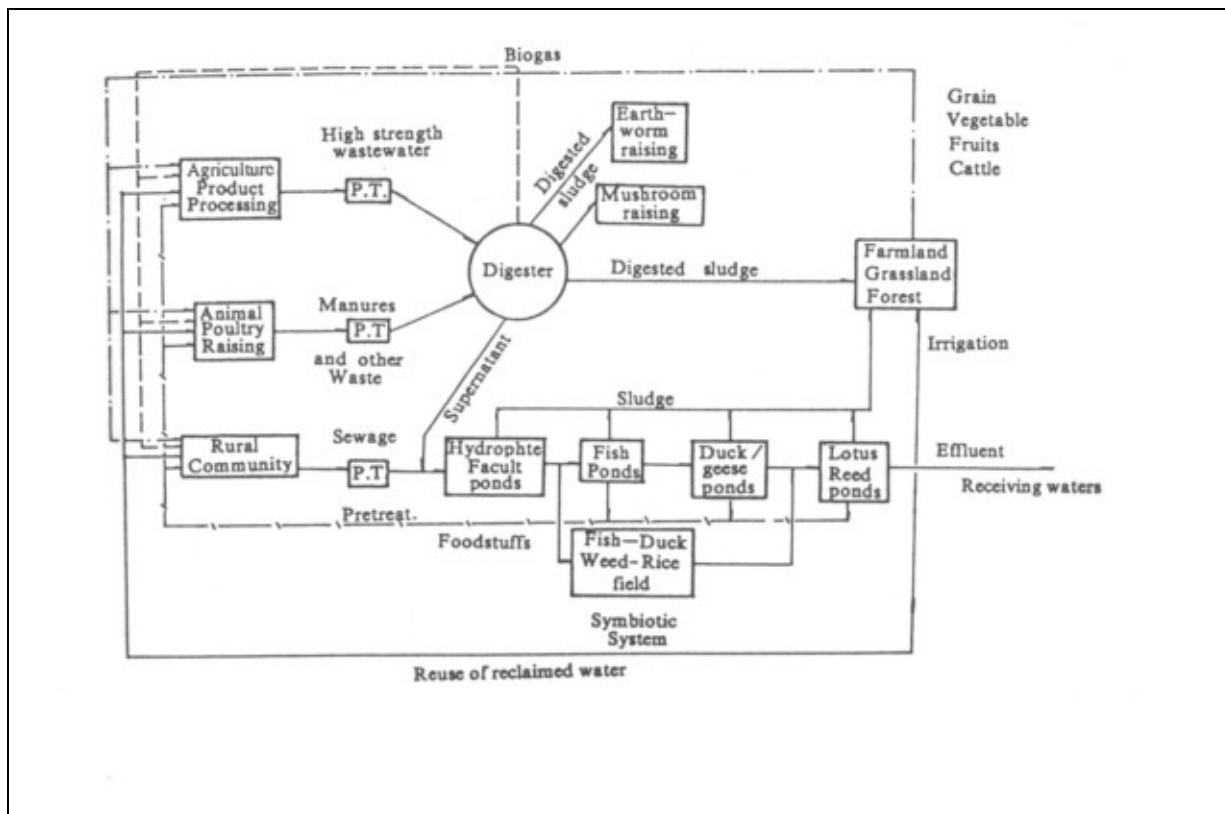 Biogas
Grain
Vegetable
Fruits
Cattle
High strength
wastewater
Earth-
worm
raising
Digested
sludge
Agriculture
Product
Processing
P.T.
Mushroom
raising
Digester
Digested sludge
Farmland
Grassland
Forest
Animal
Poultry
Raising
Manures
P.T
and other
Waste
Supernatant
Irrigation
Sludge
Rural
Community
Sewage
P.T
Hydrophte
Facult
ponds
Fish
Ponds
Duck/
geese
ponds
Lotus
Reed
ponds
Effluent
Receiving waters
Pretreat.
Foodstuffs
Fish-Duck
Weed-Rice
field
Symbiotic
System
Reuse of reclaimed water